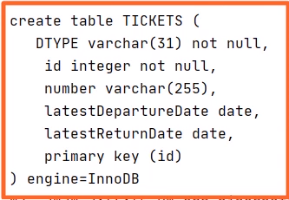 create table TICKETS (
DTYPE varchar(31) not null,
id integer not null,
number varchar(255),
latestDepartureDate date,
latestReturnDate date,
primary key (id)
) engine=InnoDB